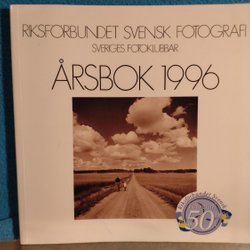 RIKSFÖRBUNDET SVENSK FOTOGRAFI
SVERIGES FOTOKLUBBAR
ÅRSBOK 1996
50